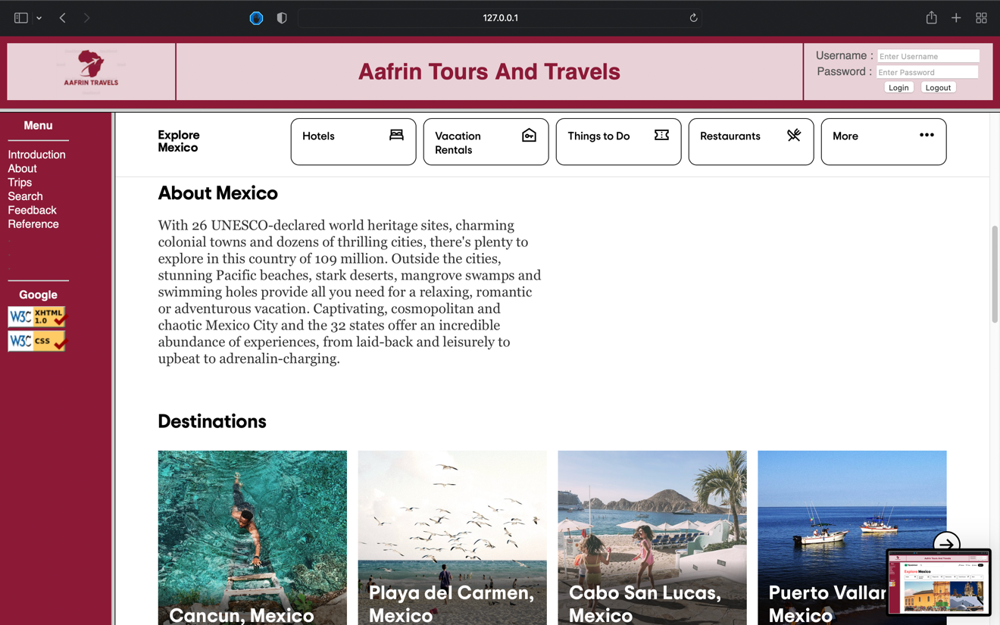 127.0.0.1
AAFRIN TRAVELS
Aafrin Tours And Travels
Username :
Enter Username
Password :
Enter Password
Login
Logout
Menu
Introduction
About
Trips
Search
Feedback
Reference
.
.
.
Google
W3C XHTML 1.0
W3C CSS
Explore
Mexico
Hotels
Vacation
Rentals
Things to Do
Restaurants
More
About Mexico
With 26 UNESCO-declared world heritage sites, charming
colonial towns and dozens of thrilling cities, there's plenty to
explore in this country of 109 million. Outside the cities,
stunning Pacific beaches, stark deserts, mangrove swamps and
swimming holes provide all you need for a relaxing, romantic
or adventurous vacation. Captivating, cosmopolitan and
chaotic Mexico City and the 32 states offer an incredible
abundance of experiences, from laid-back and leisurely to
upbeat to adrenalin-charging.
Destinations
Cancun, Mexico
Playa del Carmen,
Mexico
Cabo San Lucas,
Mexico
Puerto Vallar
Mexico
Aafrin Tours And Travels
Explore Mexico